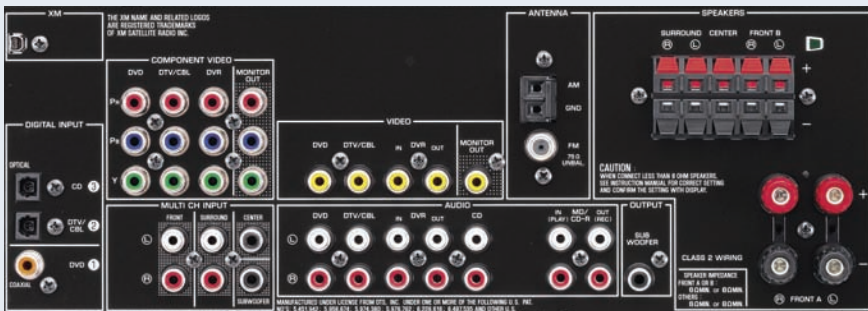 XM
THE XM NAME AND RELATED LOGOS
ARE REGISTERED TRADEMARKS
OF XM SATELLITE RADIO INC.
COMPONENT VIDEO
DVD DTV/CBL DVR MONITOR OUT
PR
PB
Y
DIGITAL INPUT
OPTICAL
CD 3
DTV/CBL 2
DVD 1
COAXIAL
MULTI CH INPUT
FRONT SURROUND CENTER
L
R
SUBWOOFER
VIDEO
DVD DTV/CBL IN DVR OUT MONITOR OUT
AUDIO
DVD DTV/CBL IN DVR OUT CD IN (PLAY) MD/CD-R OUT (REC)
L
R
OUTPUT
SUB WOOFER
ANTENNA
AM
GND
FM
75Ω
UNBAL.
SPEAKERS
SURROUND CENTER FRONT B
R L R L
+
-
CAUTION :
WHEN CONNECT LESS THAN 8 OHM SPEAKERS,
SEE INSTRUCTION MANUAL FOR CORRECT SETTING
AND CONFIRM THE SETTING WITH DISPLAY.
+
-
CLASS 2 WIRING
SPEAKER IMPEDANCE
FRONT A OR B :
OTHERS :
R FRONT A L
MANUFACTURED UNDER LICENSE FROM DTS, INC. UNDER ONE OR MORE OF THE FOLLOWING U.S. PAT.
AND OTHER U.S.